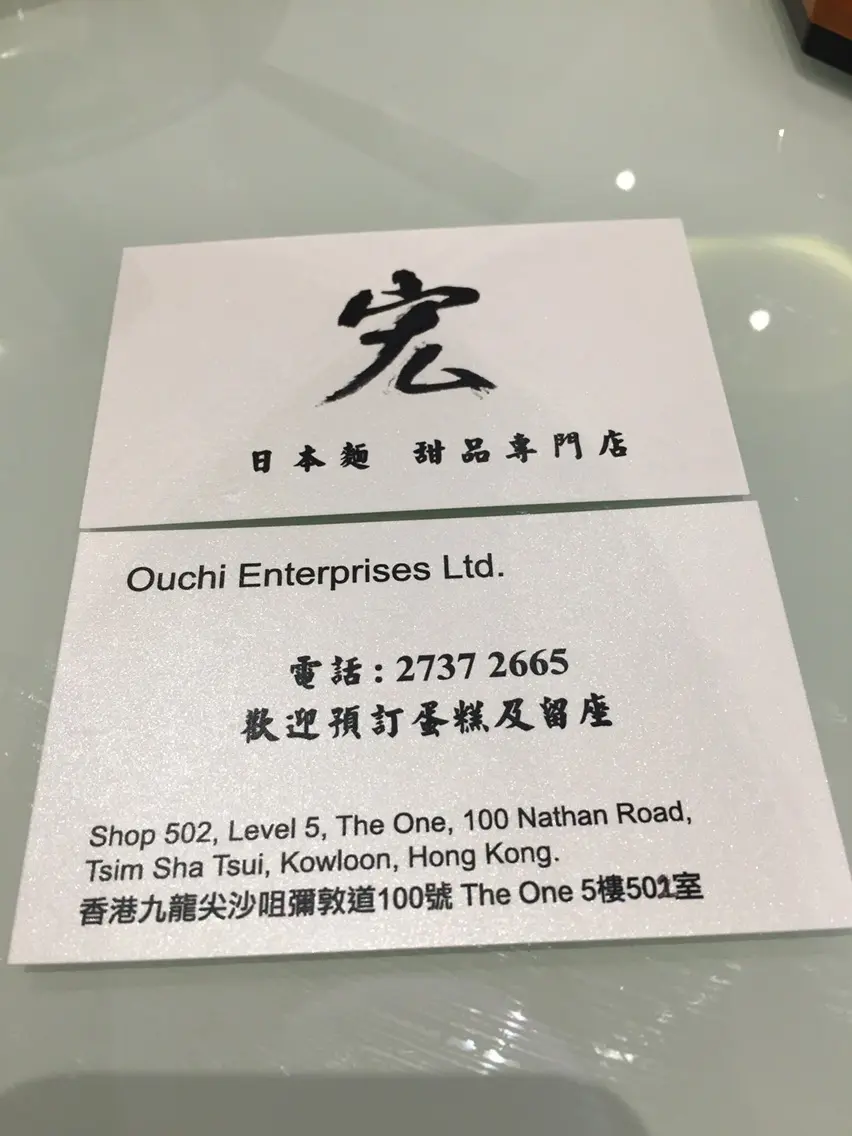 宏
日本麵 甜品專門店
Ouchi Enterprises Ltd.
電話 : 2737 2665
歡迎預訂蛋糕及留座
Shop 502, Level 5, The One, 100 Nathan Road,
Tsim Sha Tsui, Kowloon, Hong Kong.
香港九龍尖沙咀彌敦道100號 The One 5樓502室